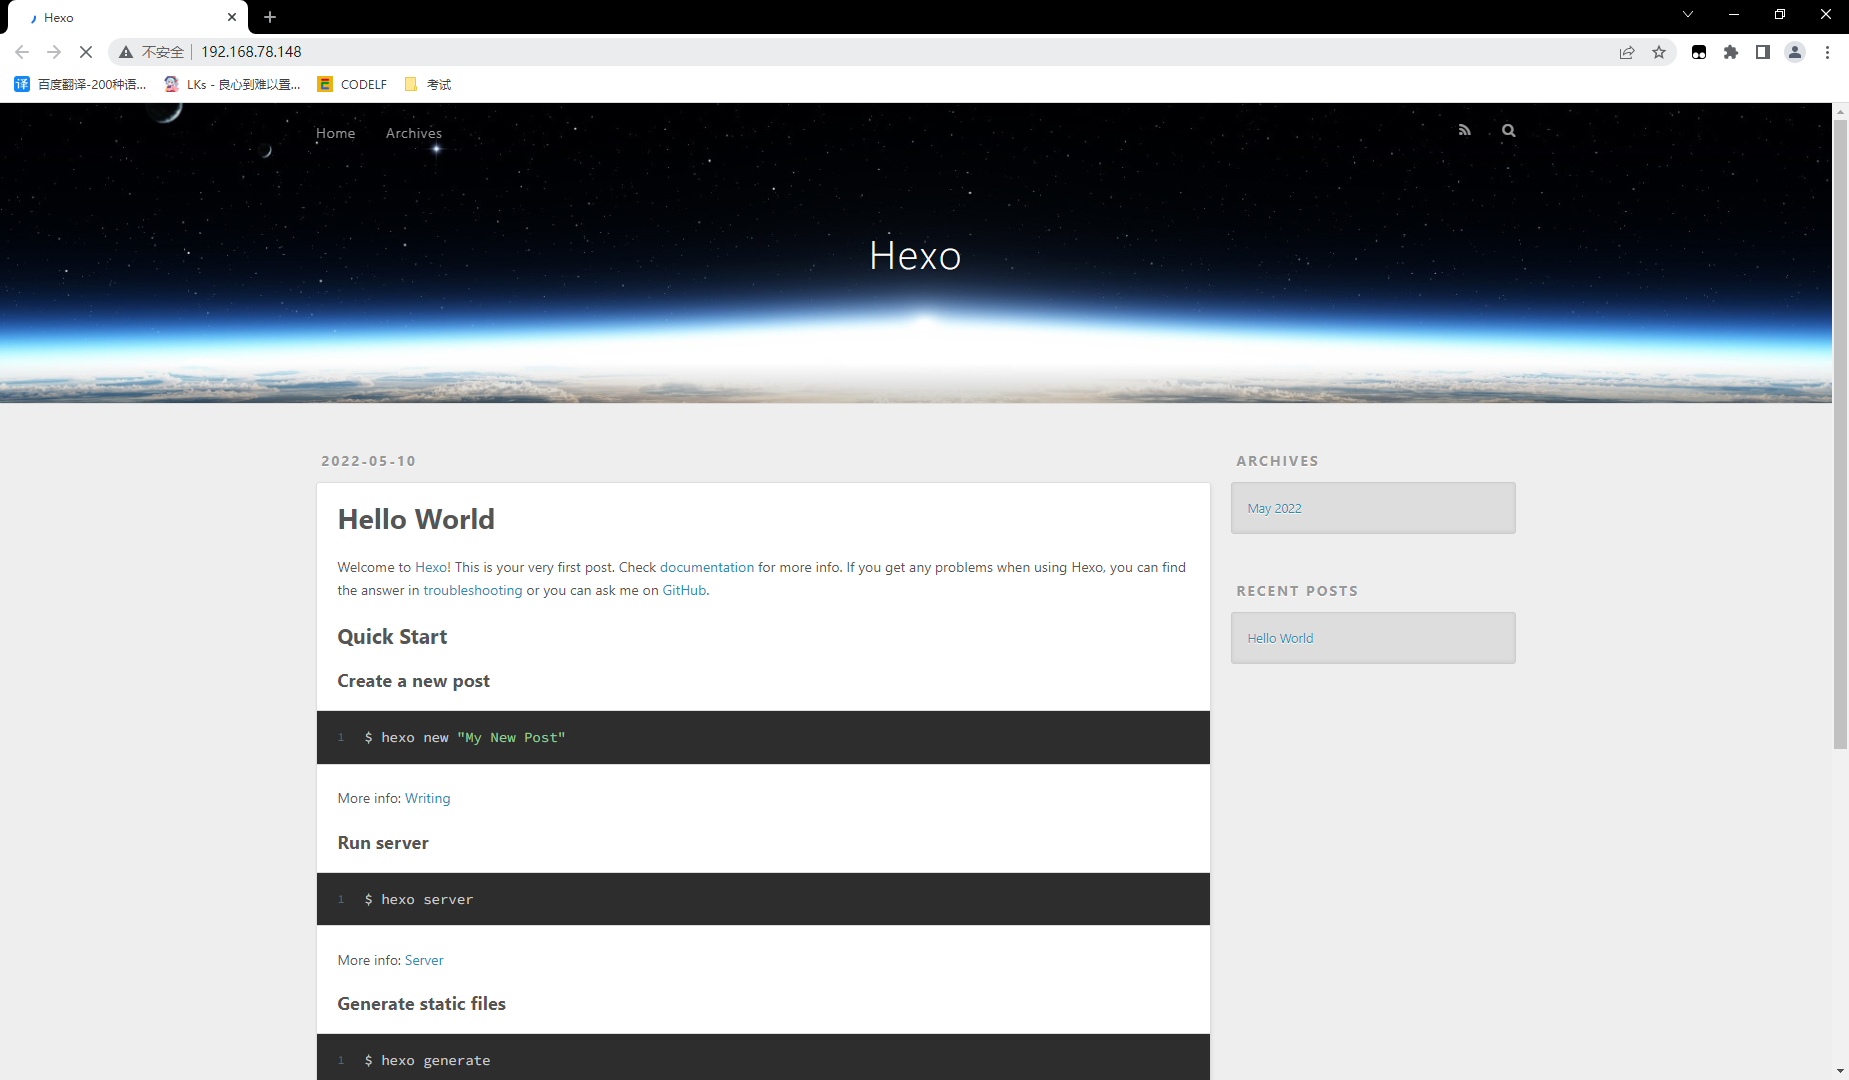 Hexo
不安全 192.168.78.148
百度翻译-200种语... LKs - 良心到难以置... CODELF 考试
Home Archives
Hexo
2022-05-10
Hello World
Welcome to Hexo! This is your very first post. Check documentation for more info. If you get any problems when using Hexo, you can find
the answer in troubleshooting or you can ask me on GitHub.
Quick Start
Create a new post
1 $ hexo new "My New Post"
More info: Writing
Run server
1 $ hexo server
More info: Server
Generate static files
1 $ hexo generate
ARCHIVES
May 2022
RECENT POSTS
Hello World